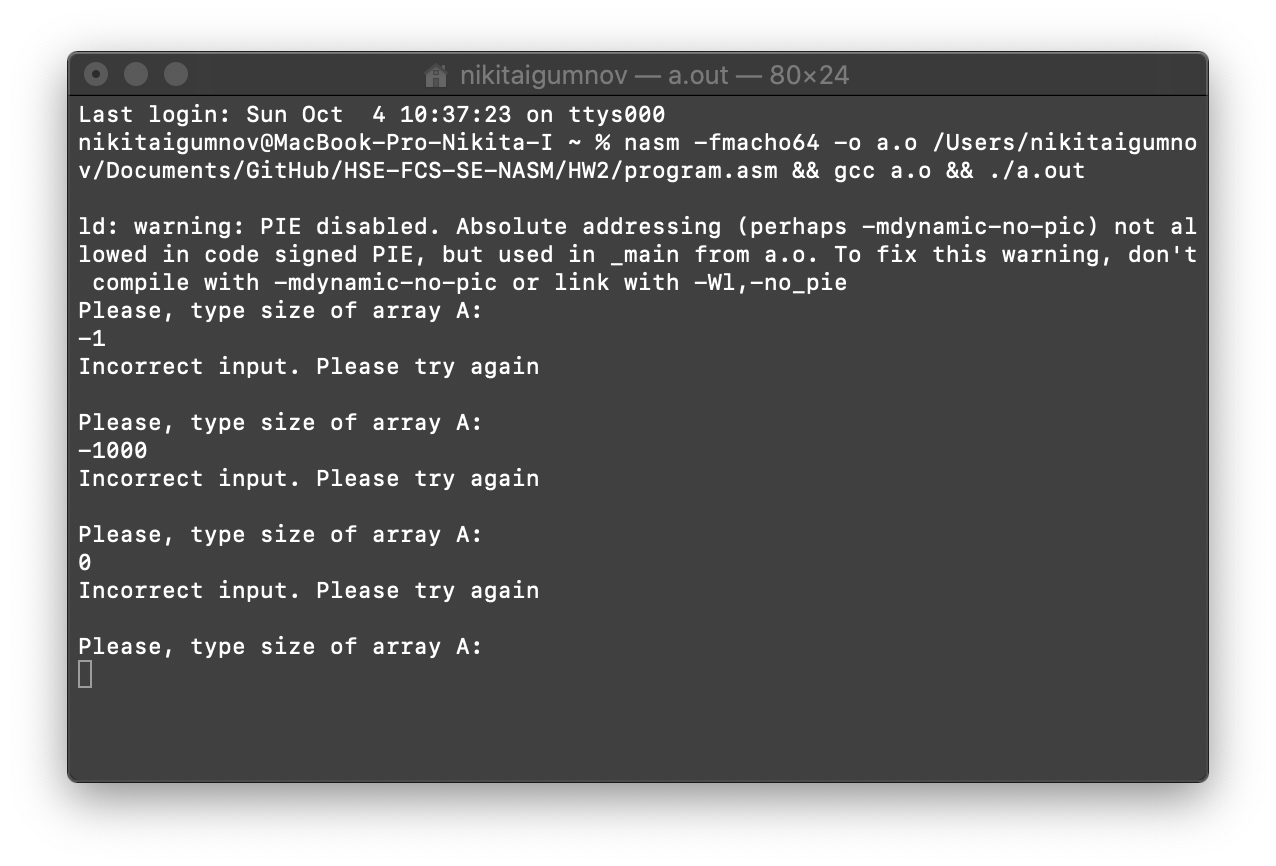 nikitaigumnov — a.out — 80×24
Last login: Sun Oct  4 10:37:23 on ttys000
nikitaigumnov@MacBook-Pro-Nikita-I ~ % nasm -fmacho64 -o a.o /Users/nikitaigumno
v/Documents/GitHub/HSE-FCS-SE-NASM/HW2/program.asm && gcc a.o && ./a.out
ld: warning: PIE disabled. Absolute addressing (perhaps -mdynamic-no-pic) not al
lowed in code signed PIE, but used in _main from a.o. To fix this warning, don't
 compile with -mdynamic-no-pic or link with -Wl,-no_pie
Please, type size of array A:
-1
Incorrect input. Please try again
Please, type size of array A:
-1000
Incorrect input. Please try again
Please, type size of array A:
0
Incorrect input. Please try again
Please, type size of array A: